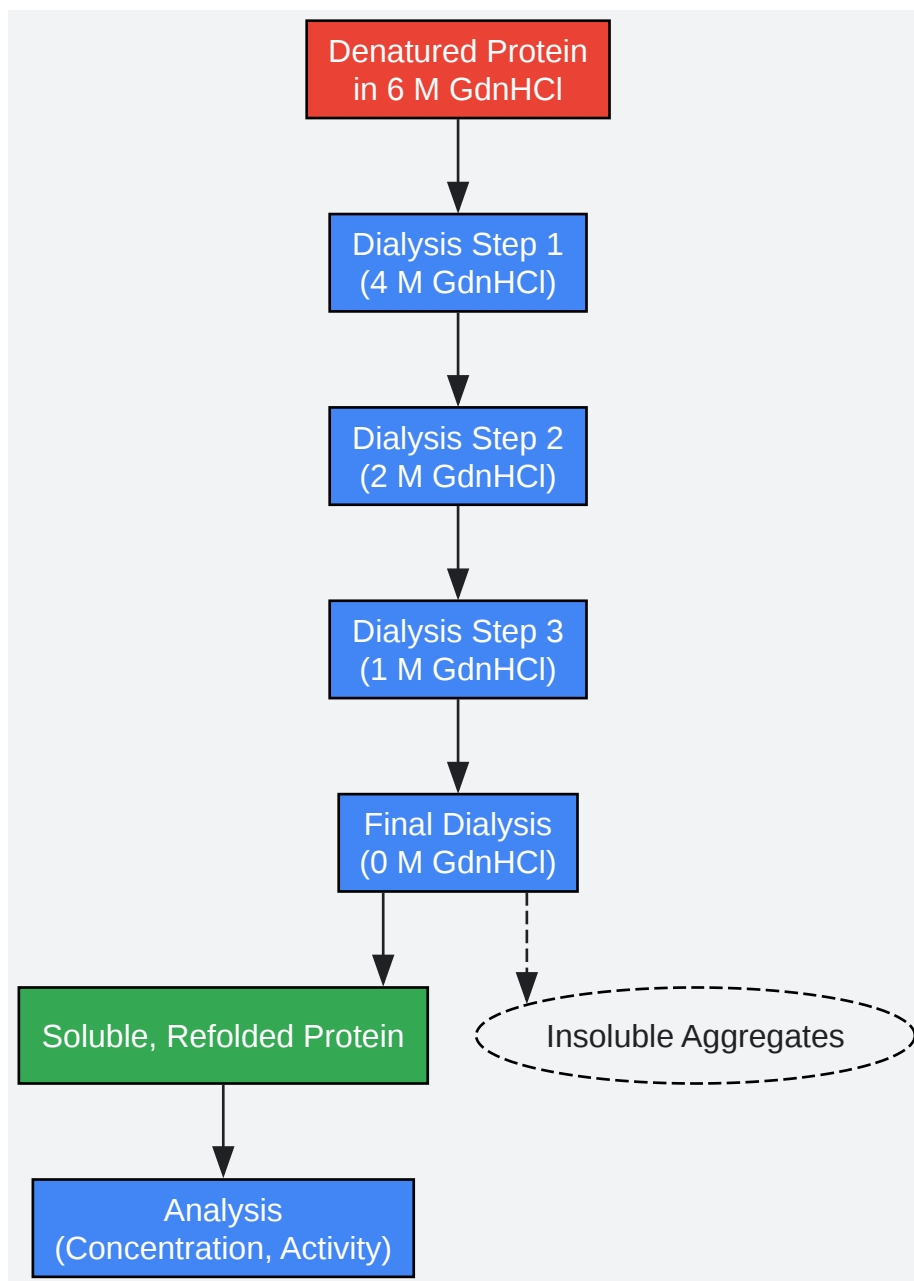 Denatured Protein
in 6 M GdnHCl
Dialysis Step 1
(4 M GdnHCl)
Dialysis Step 2
(2 M GdnHCl)
Dialysis Step 3
(1 M GdnHCl)
Final Dialysis
(0 M GdnHCl)
Soluble, Refolded Protein
Insoluble Aggregates
Analysis
(Concentration, Activity)